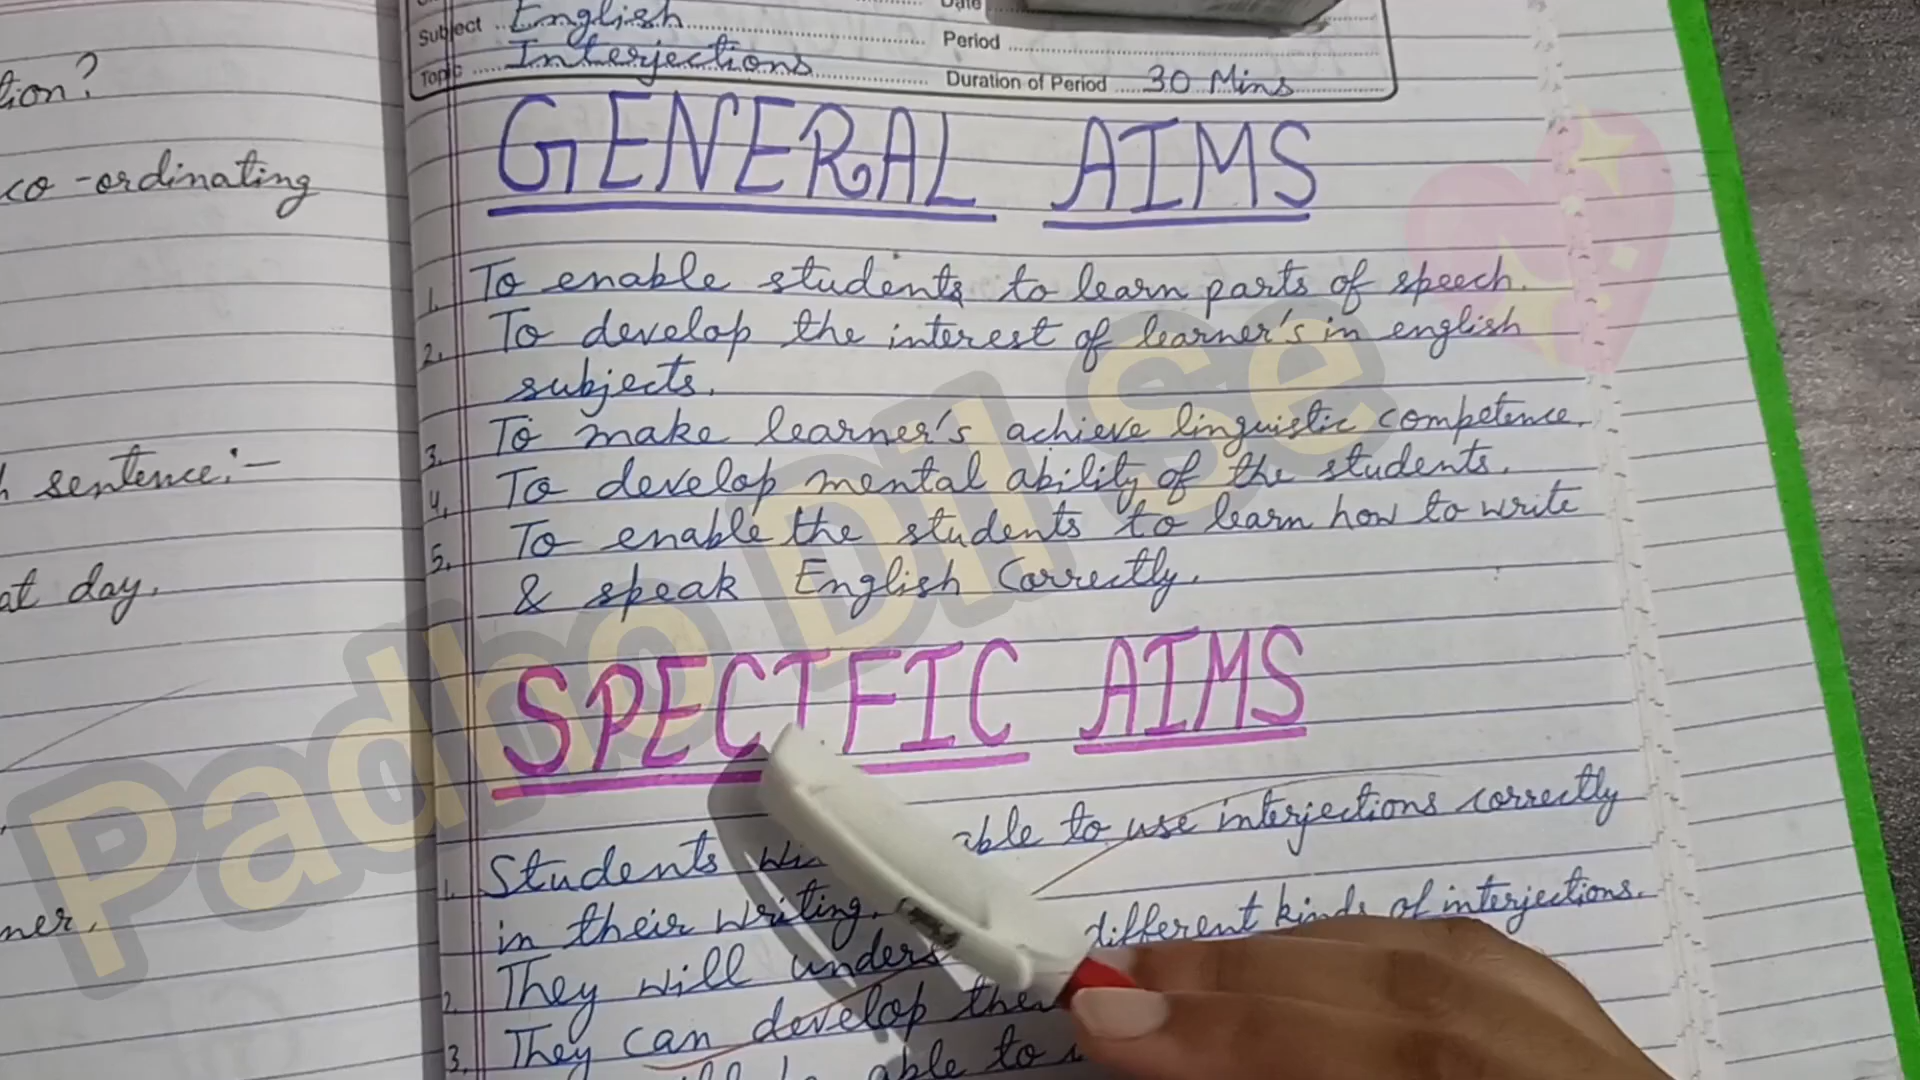 tion?
co-ordinating
sentence:-
at day.
ner,
Date
Subject English
Period
Topic Interjections
Duration of Period 30 Mins
GENERAL AIMS
1. To enable students to learn parts of speech.
2. To develop the interest of learner's in english
subjects.
3. To make learner's achieve linguistic competence.
4. To develop mental ability of the students.
5. To enable the students to learn how to write
& speak English Correctly.
SPECIFIC AIMS
1. Students able to use interjections correctly
in their writing.
2. They will different kinds of interjections.
3. They can develop
able to
Padho Dil Se